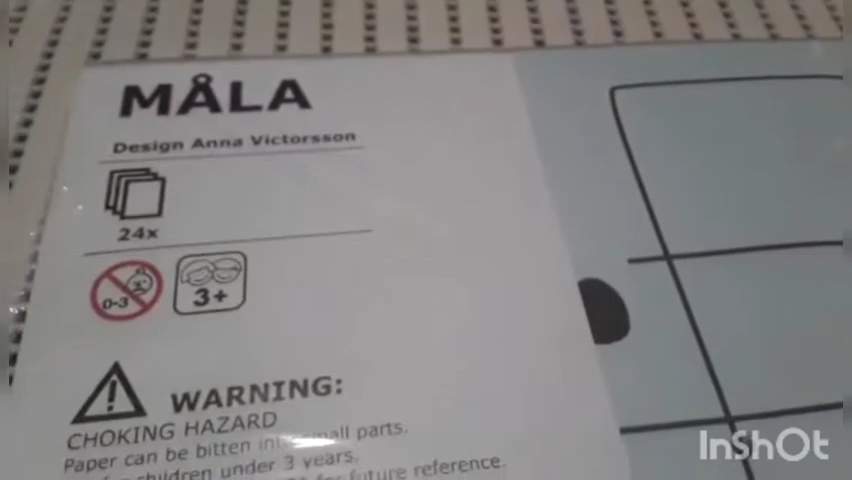 MÅLA
Design Anna Victorsson
24x
0-3
3+
WARNING:
CHOKING HAZARD
Paper can be bitten into small parts.
children under 3 years.
for future reference.
InShOt